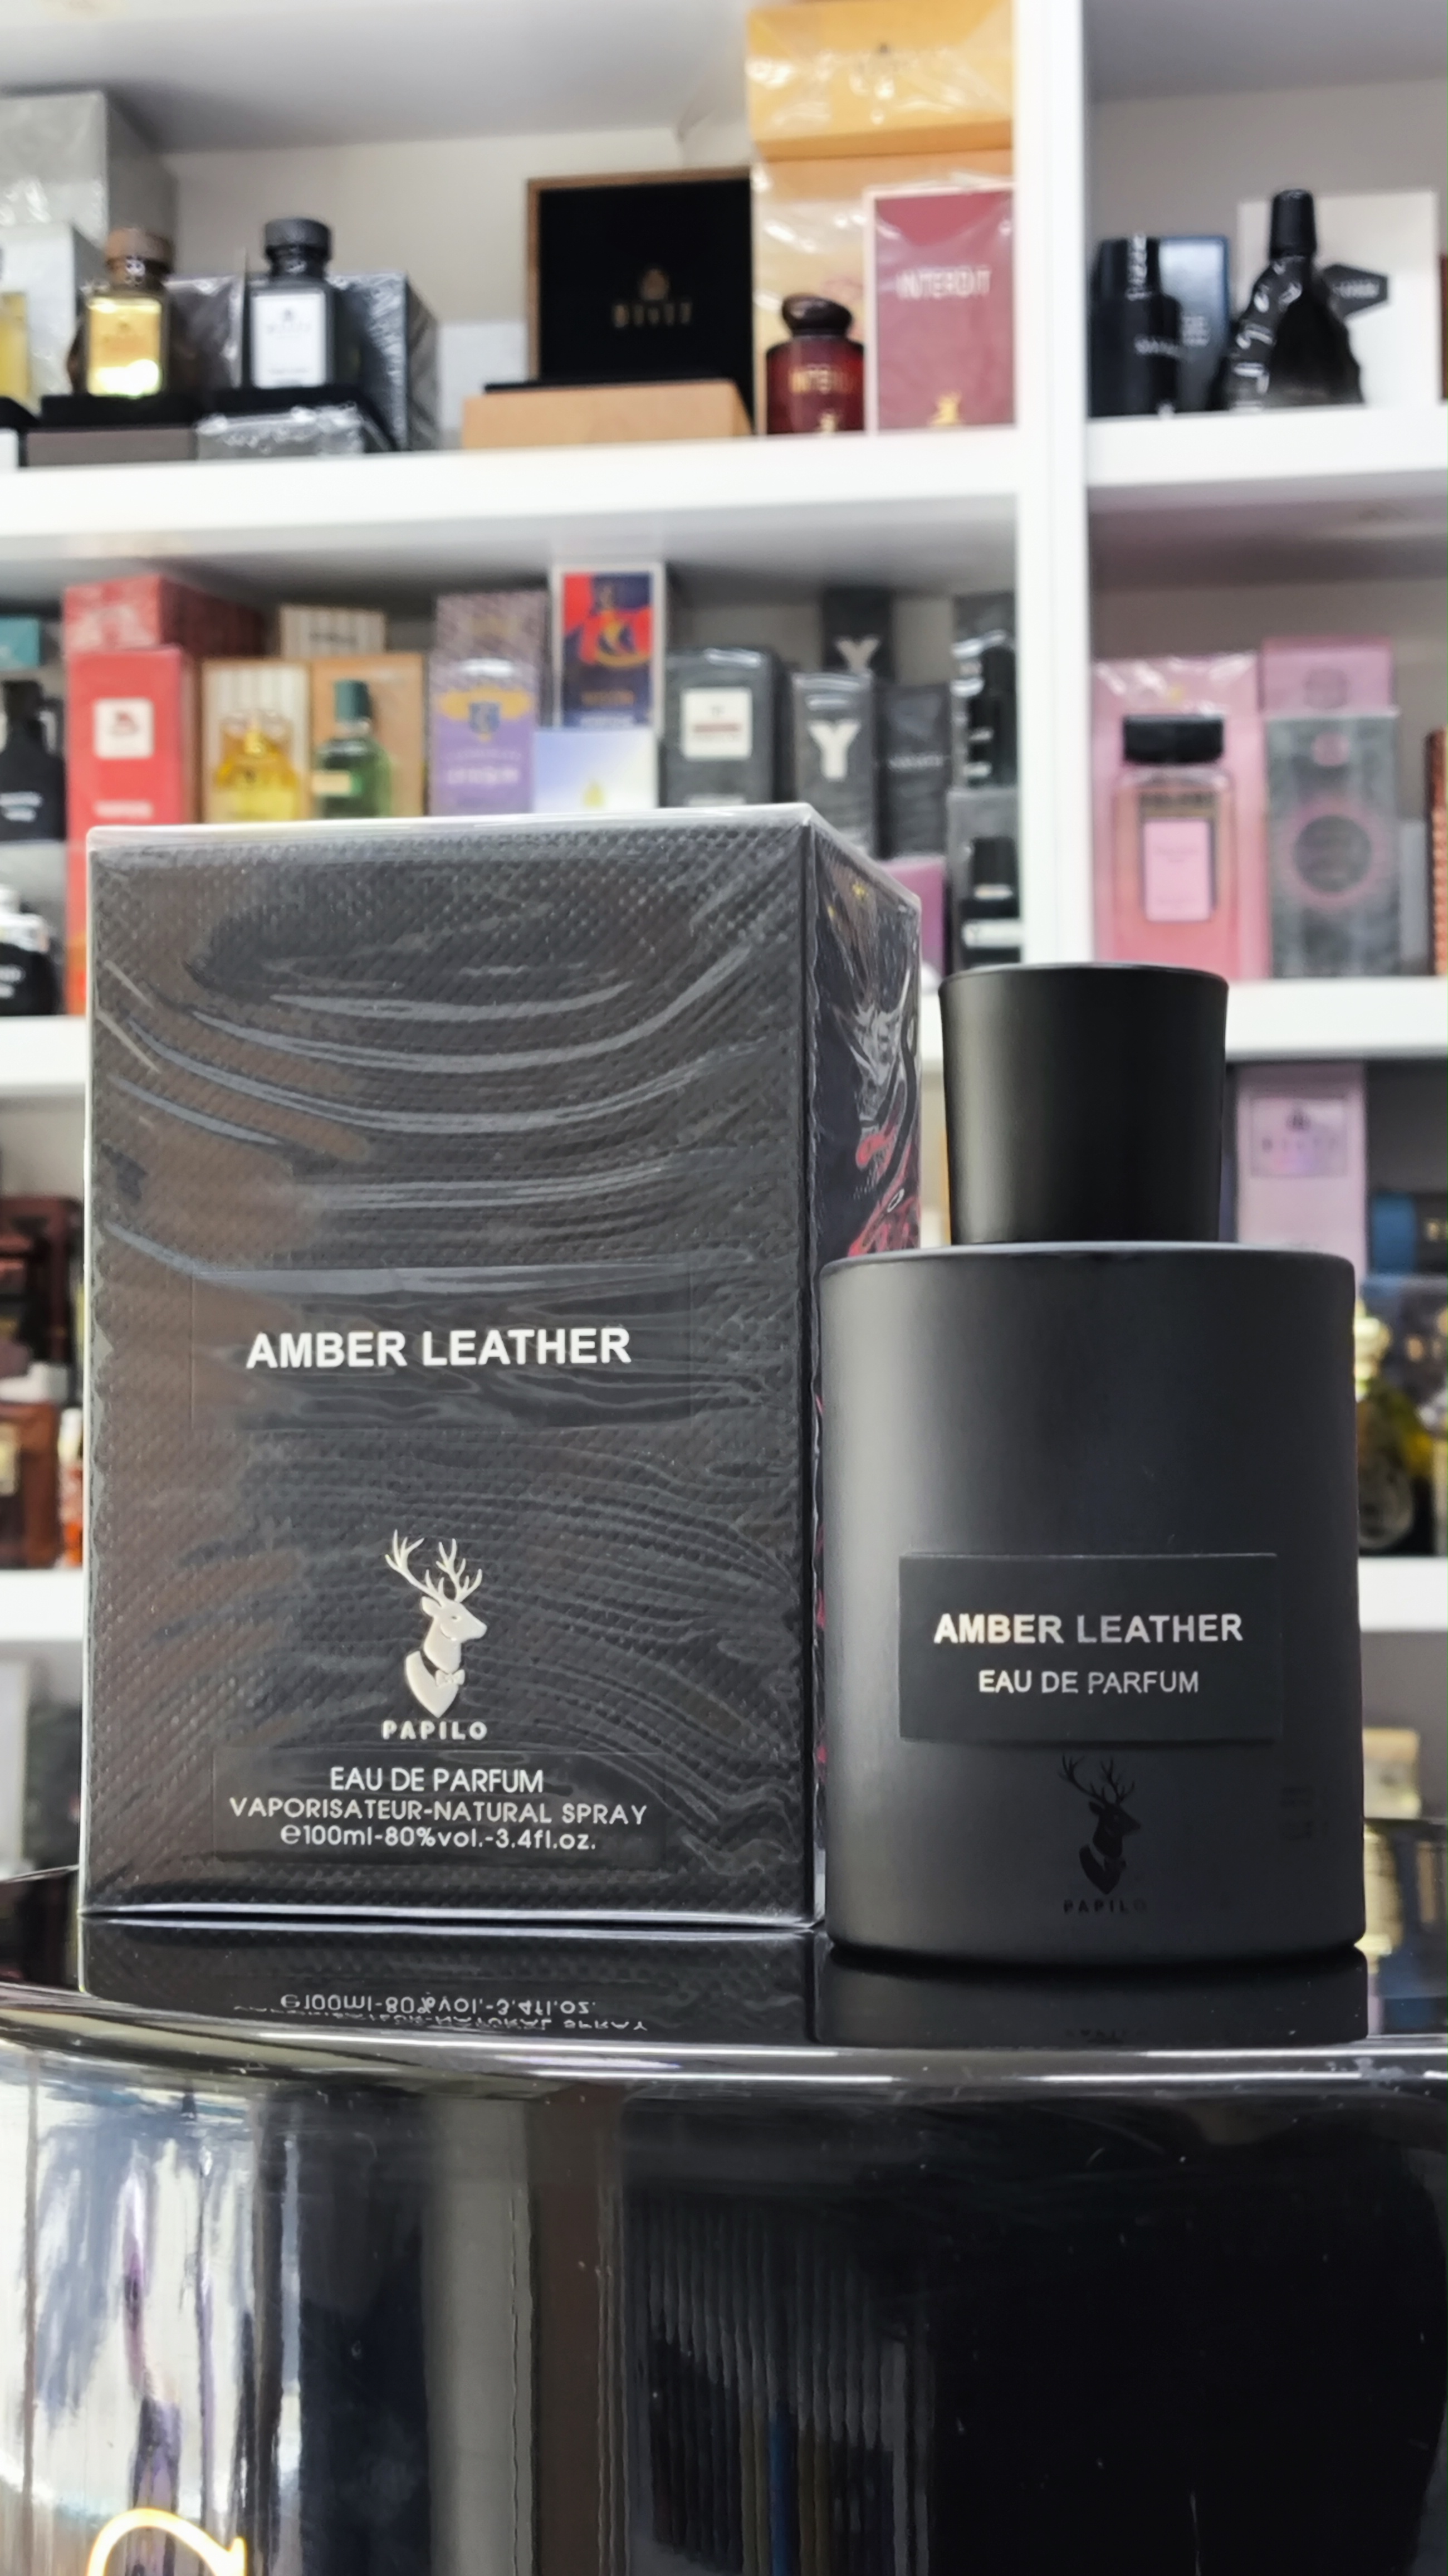 INTERDIT
Y
Y
AMBER LEATHER
PAPILO
EAU DE PARFUM
VAPORISATEUR-NATURAL SPRAY
℮100ml-80%vol.-3.4fl.oz.
AMBER LEATHER
EAU DE PARFUM
PAPILO